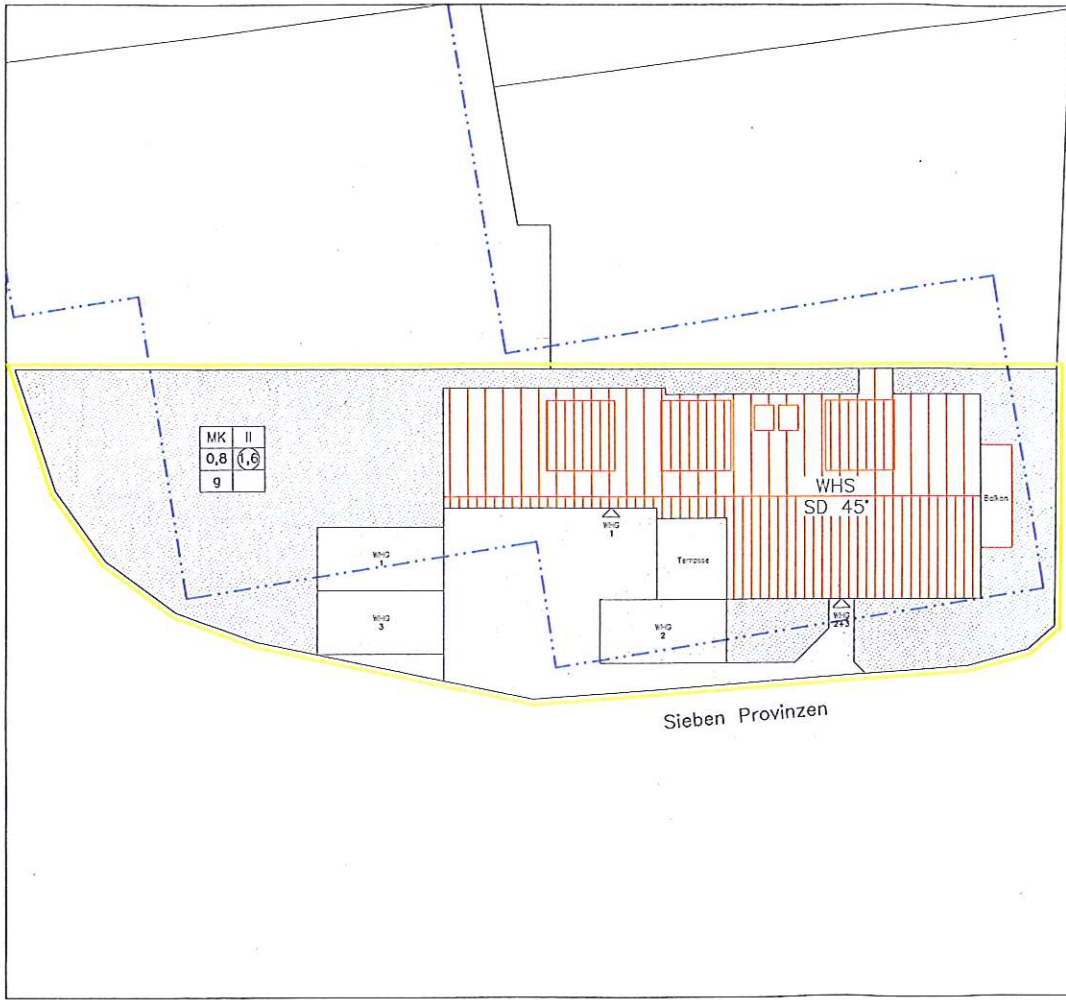 MK II
0,8 1,6
g
WHS
SD 45°
Balkon
WHG
1
WHG
1
Terrasse
WHG
3
WHG
2
WHG
2+3
Sieben Provinzen